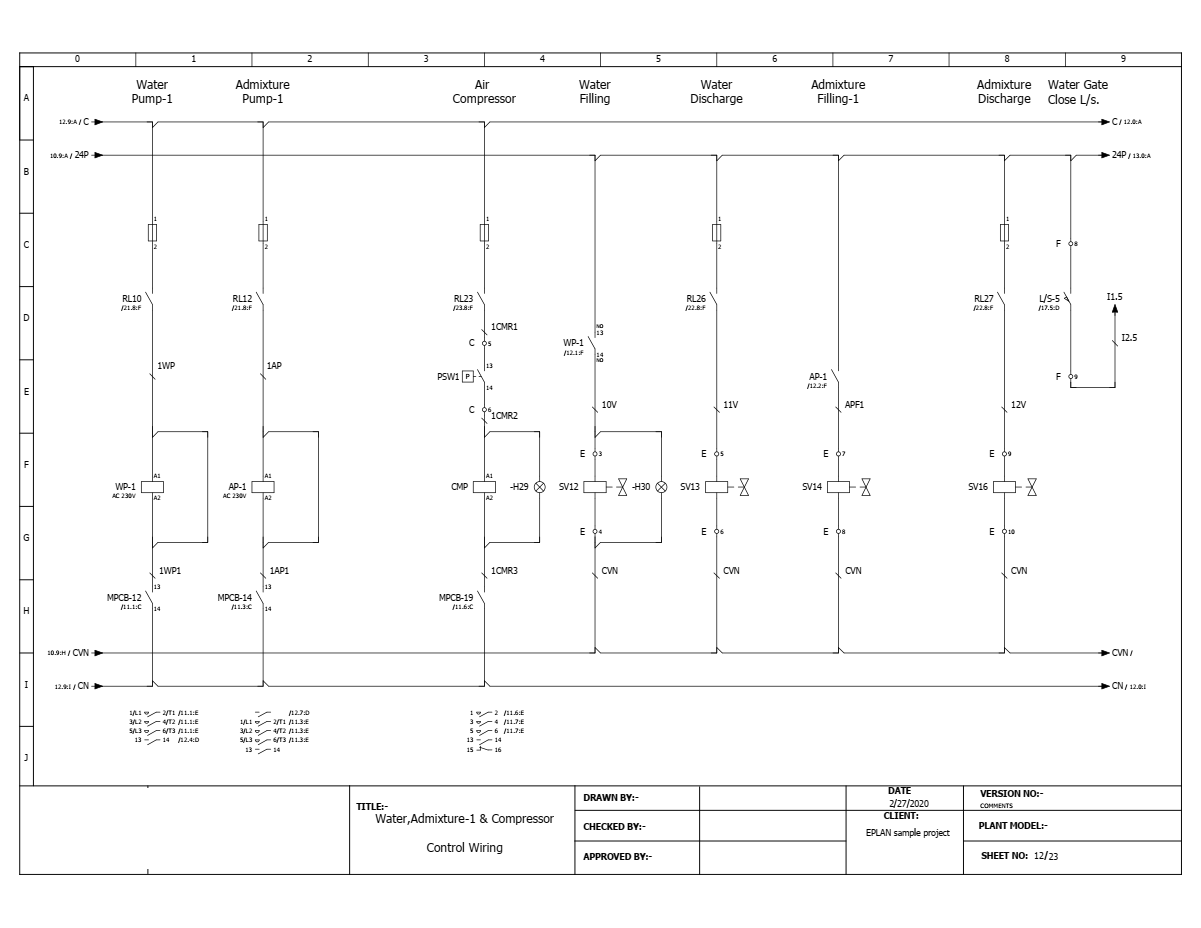 0 1 2 3 4 5 6 7 8 9
A
B
C
D
E
F
G
H
I
J
Water
Pump-1
Admixture
Pump-1
Air
Compressor
Water
Filling
Water
Discharge
Admixture
Filling-1
Admixture
Discharge
Water Gate
Close L/s.
12.9:A / C
C / 12.0:A
10.9:A / 24P
24P / 13.0:A
1
2
1
2
1
2
1
2
1
2
F 8
RL10
/21.8:F
RL12
/21.8:F
RL23
/23.8:F
RL26
/22.8:F
RL27
/22.8:F
L/S-5
/17.5:D
I1.5
1CMR1
C 5
NO
13
WP-1
/12.1:F
14
NO
I2.5
1WP
1AP
PSW1 P
13
14
AP-1
/12.2:F
F 9
C 6
1CMR2
10V
11V
APF1
12V
E 3
E 5
E 7
E 9
WP-1
AC 230V
A1
A2
AP-1
AC 230V
A1
A2
CMP
A1
A2
-H29
SV12
-H30
SV13
SV14
SV16
E 4
E 6
E 8
E 10
1WP1
1AP1
1CMR3
CVN
CVN
CVN
CVN
MPCB-12
/11.1:C
13
14
MPCB-14
/11.3:C
13
14
MPCB-19
/11.6:C
10.9:H / CVN
CVN /
12.9:I / CN
CN / 12.0:I
1/L1 2/T1 /11.1:E
3/L2 4/T2 /11.1:E
5/L3 6/T3 /11.1:E
13 14 /12.4:D
/12.7:D
1/L1 2/T1 /11.3:E
3/L2 4/T2 /11.3:E
5/L3 6/T3 /11.3:E
13 14
1 2 /11.6:E
3 4 /11.7:E
5 6 /11.7:E
13 14
15 16
TITLE:-
Water,Admixture-1 & Compressor
Control Wiring
DRAWN BY:-
CHECKED BY:-
APPROVED BY:-
DATE
2/27/2020
CLIENT:
EPLAN sample project
VERSION NO:-
COMMENTS
PLANT MODEL:-
SHEET NO: 12/23